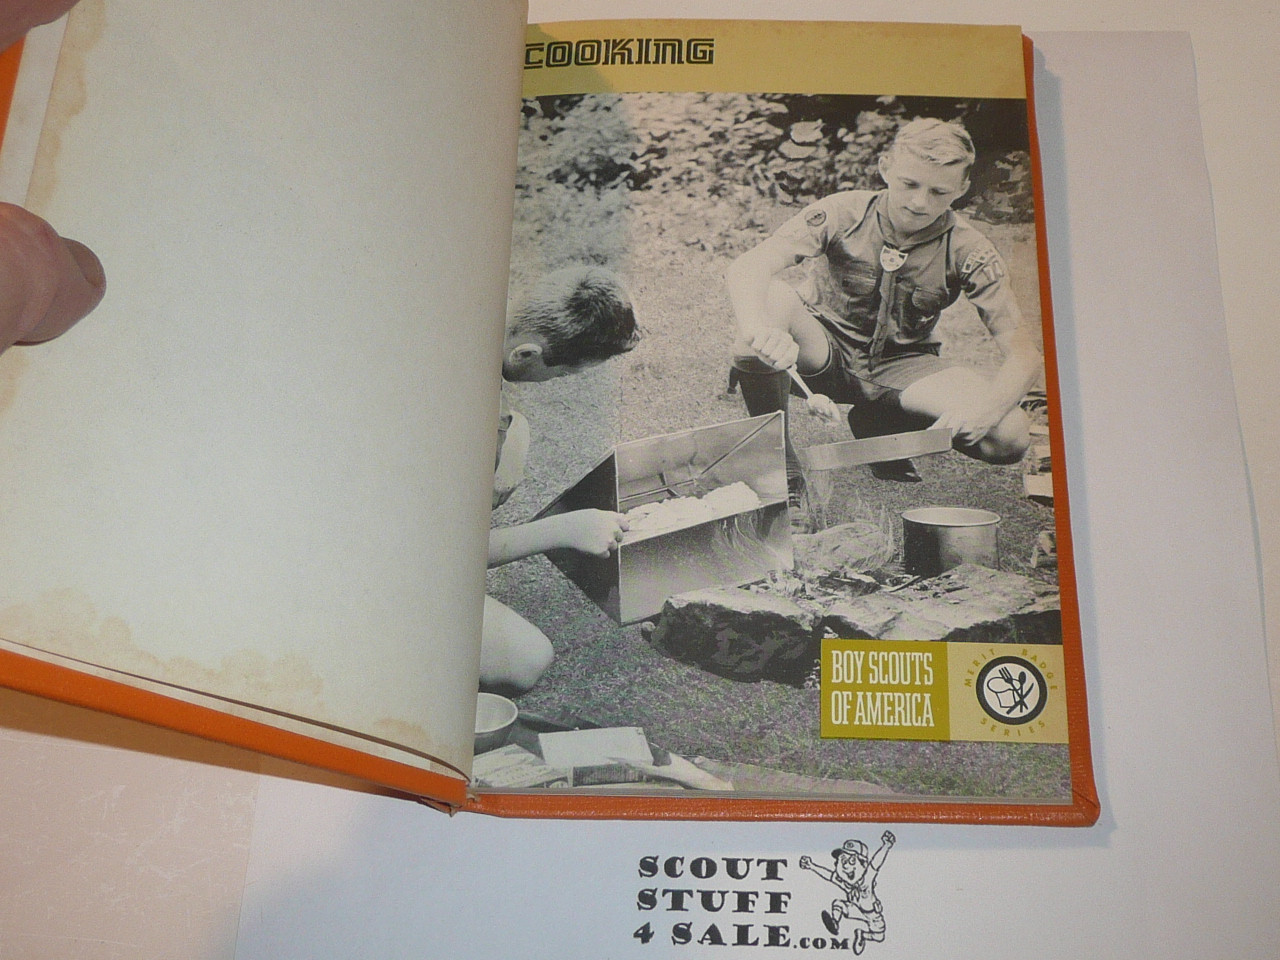 COOKING
BOY SCOUTS
OF AMERICA
MERIT BADGE
SERIES
SCOUT
STUFF
4 SALE.COM